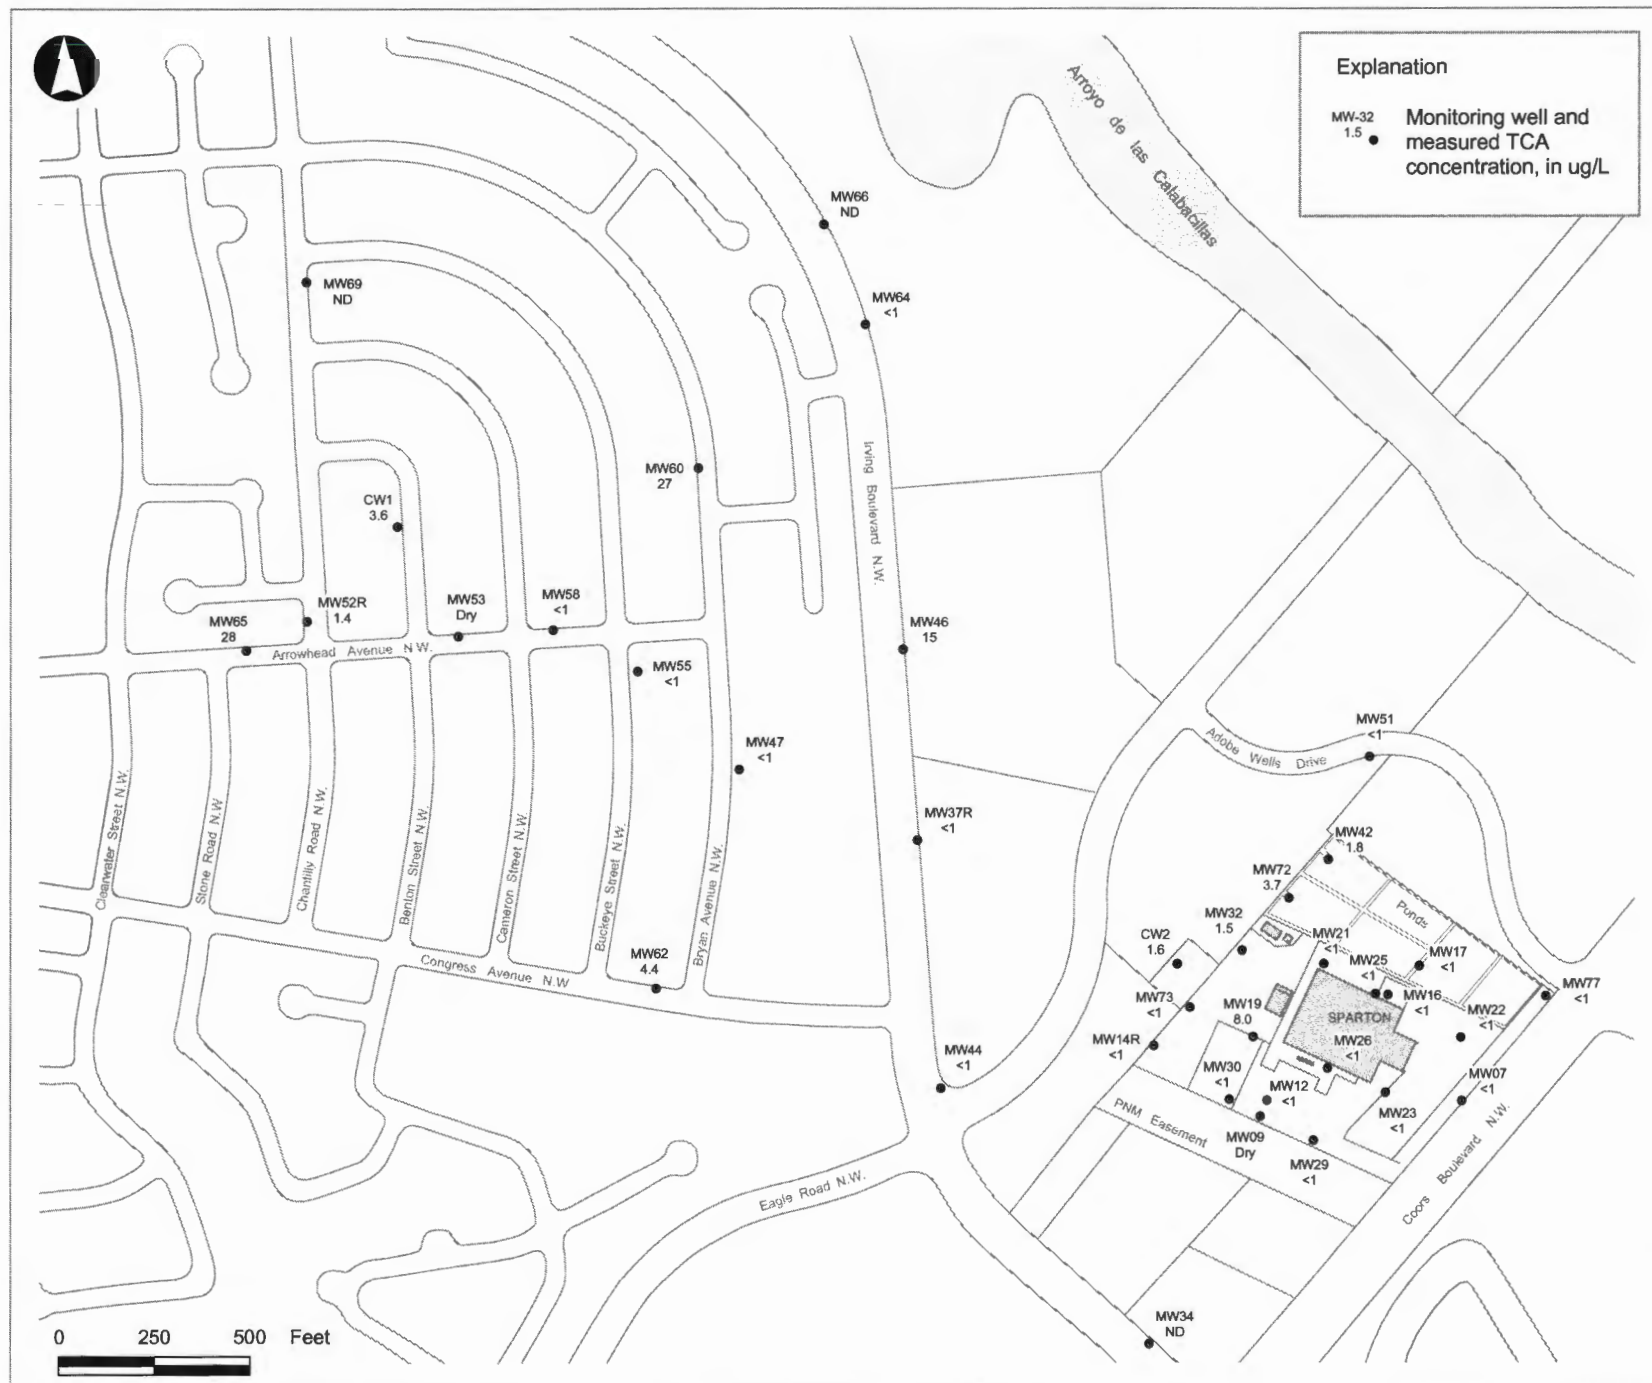 Explanation
MW-32
1.5
Monitoring well and
measured TCA
concentration, in ug/L
Arroyo de las Calabacillas
MW66
ND
MW69
ND
MW64
<1
MW60
27
Irving Boulevard N.W.
CW1
3.6
MW52R
1.4
MW53
Dry
MW58
<1
MW65
28
Arrowhead Avenue N.W.
MW46
15
MW55
<1
MW47
<1
MW51
<1
Adobe Wells Drive
MW37R
<1
MW42
1.8
MW72
3.7
Ponds
Clearwater Street N.W.
Stone Road N.W.
Chantilly Road N.W.
Benton Street N.W.
Cameron Street N.W.
Buckeye Street N.W.
Bryan Avenue N.W.
MW32
1.5
CW2
1.6
MW21
<1
MW25
<1
MW17
<1
MW62
4.4
Congress Avenue N.W
MW73
<1
MW19
8.0
MW16
<1
MW77
<1
SPARTON
MW22
<1
MW14R
<1
MW26
<1
MW44
<1
MW30
<1
MW12
<1
MW07
<1
MW23
<1
PNM Easement
MW09
Dry
MW29
<1
Coors Boulevard N.W.
Eagle Road N.W.
MW34
ND
0 250 500 Feet